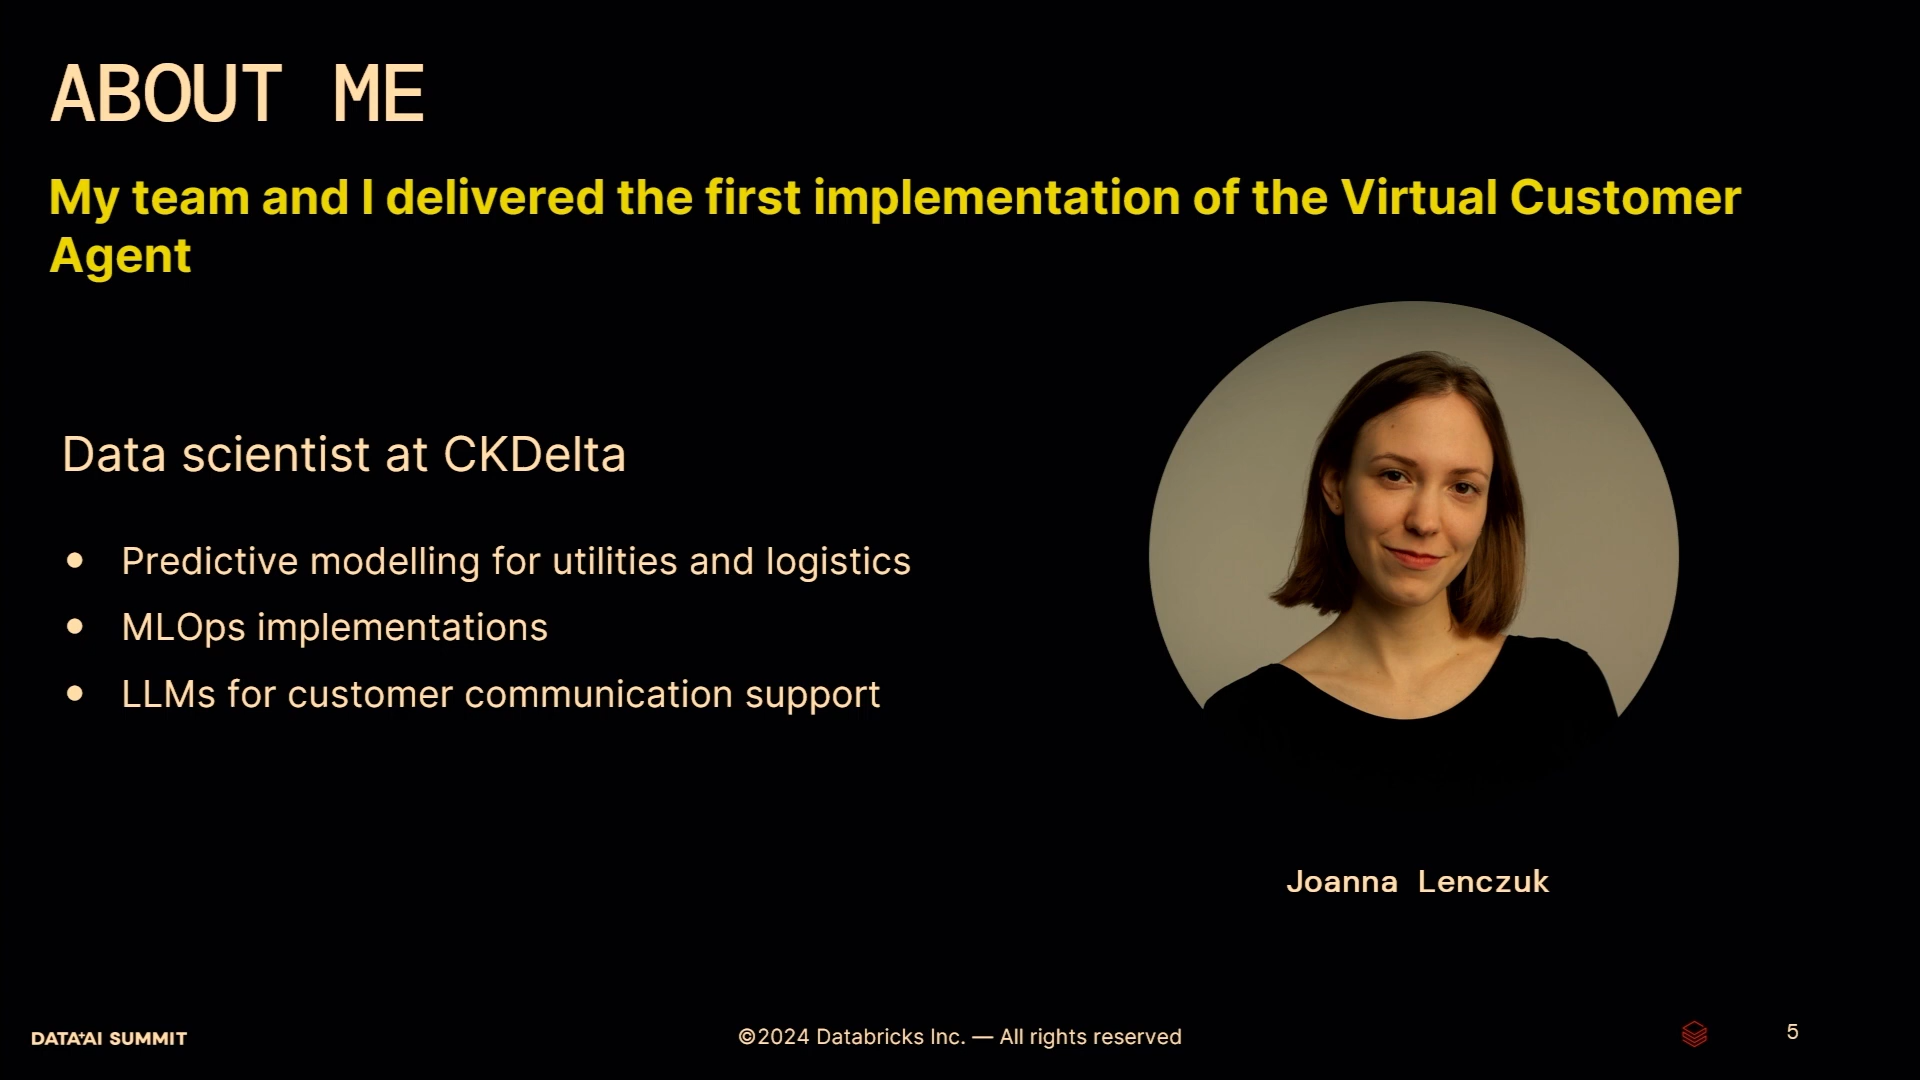 ABOUT ME
My team and I delivered the first implementation of the Virtual Customer
Agent
Data scientist at CKDelta
● Predictive modelling for utilities and logistics
● MLOps implementations
● LLMs for customer communication support
Joanna Lenczuk
DATA+AI SUMMIT
©2024 Databricks Inc. — All rights reserved
5